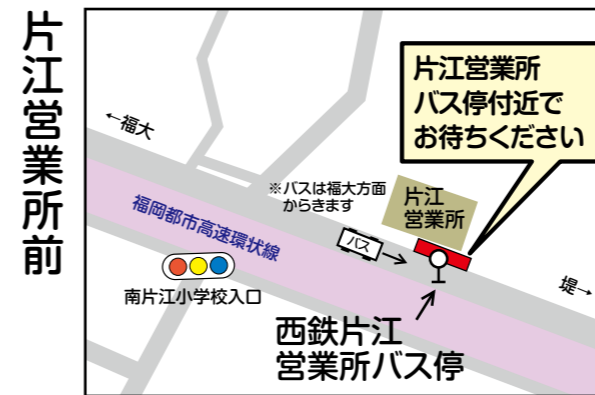 片江営業所前
片江営業所
バス停付近で
お待ちください
←福大
※バスは福大方面
からきます
片江
営業所
福岡都市高速環状線
バス
南片江小学校入口
堤→
西鉄片江
営業所バス停